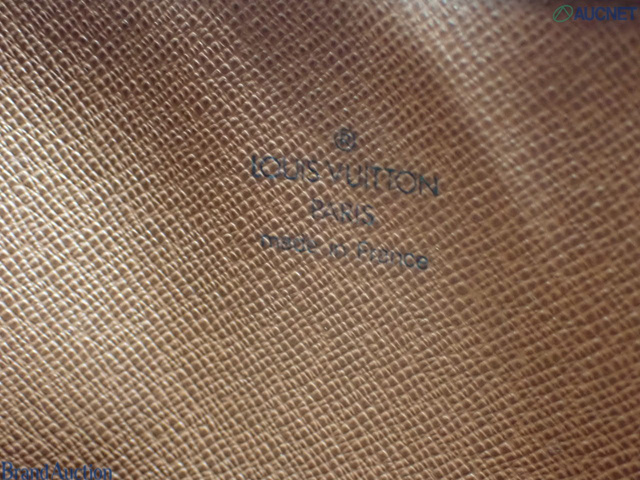 AUCNET
®
LOUIS VUITTON
PARIS
made in France
BrandAuction